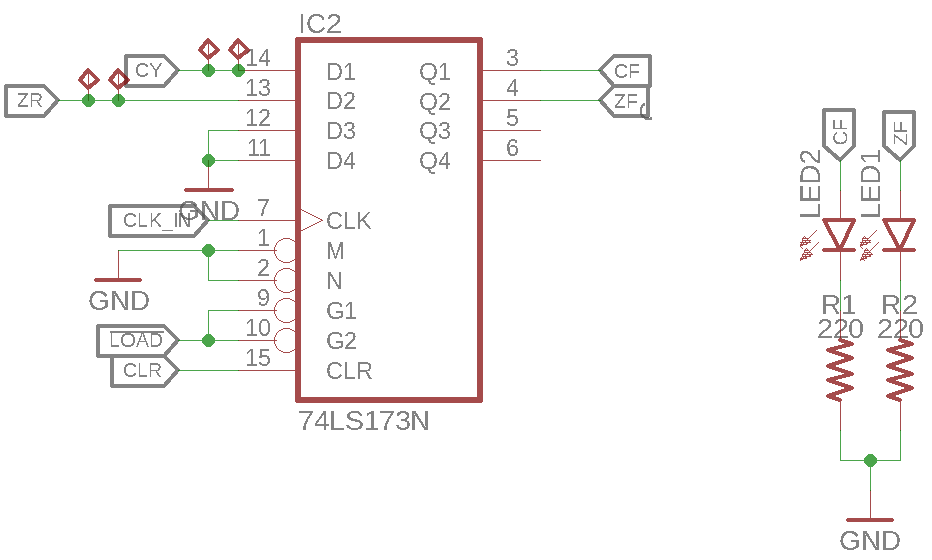 IC2
CY
14
D1
Q1
3
CF
ZR
13
D2
Q2
4
ZF
12
D3
Q3
5
11
D4
Q4
6
GND
CLK_IN
7
CLK
1
M
GND
2
N
9
G1
LOAD
10
G2
CLR
15
CLR
74LS173N
CF
ZF
LED2
LED1
R1
R2
220
220
GND